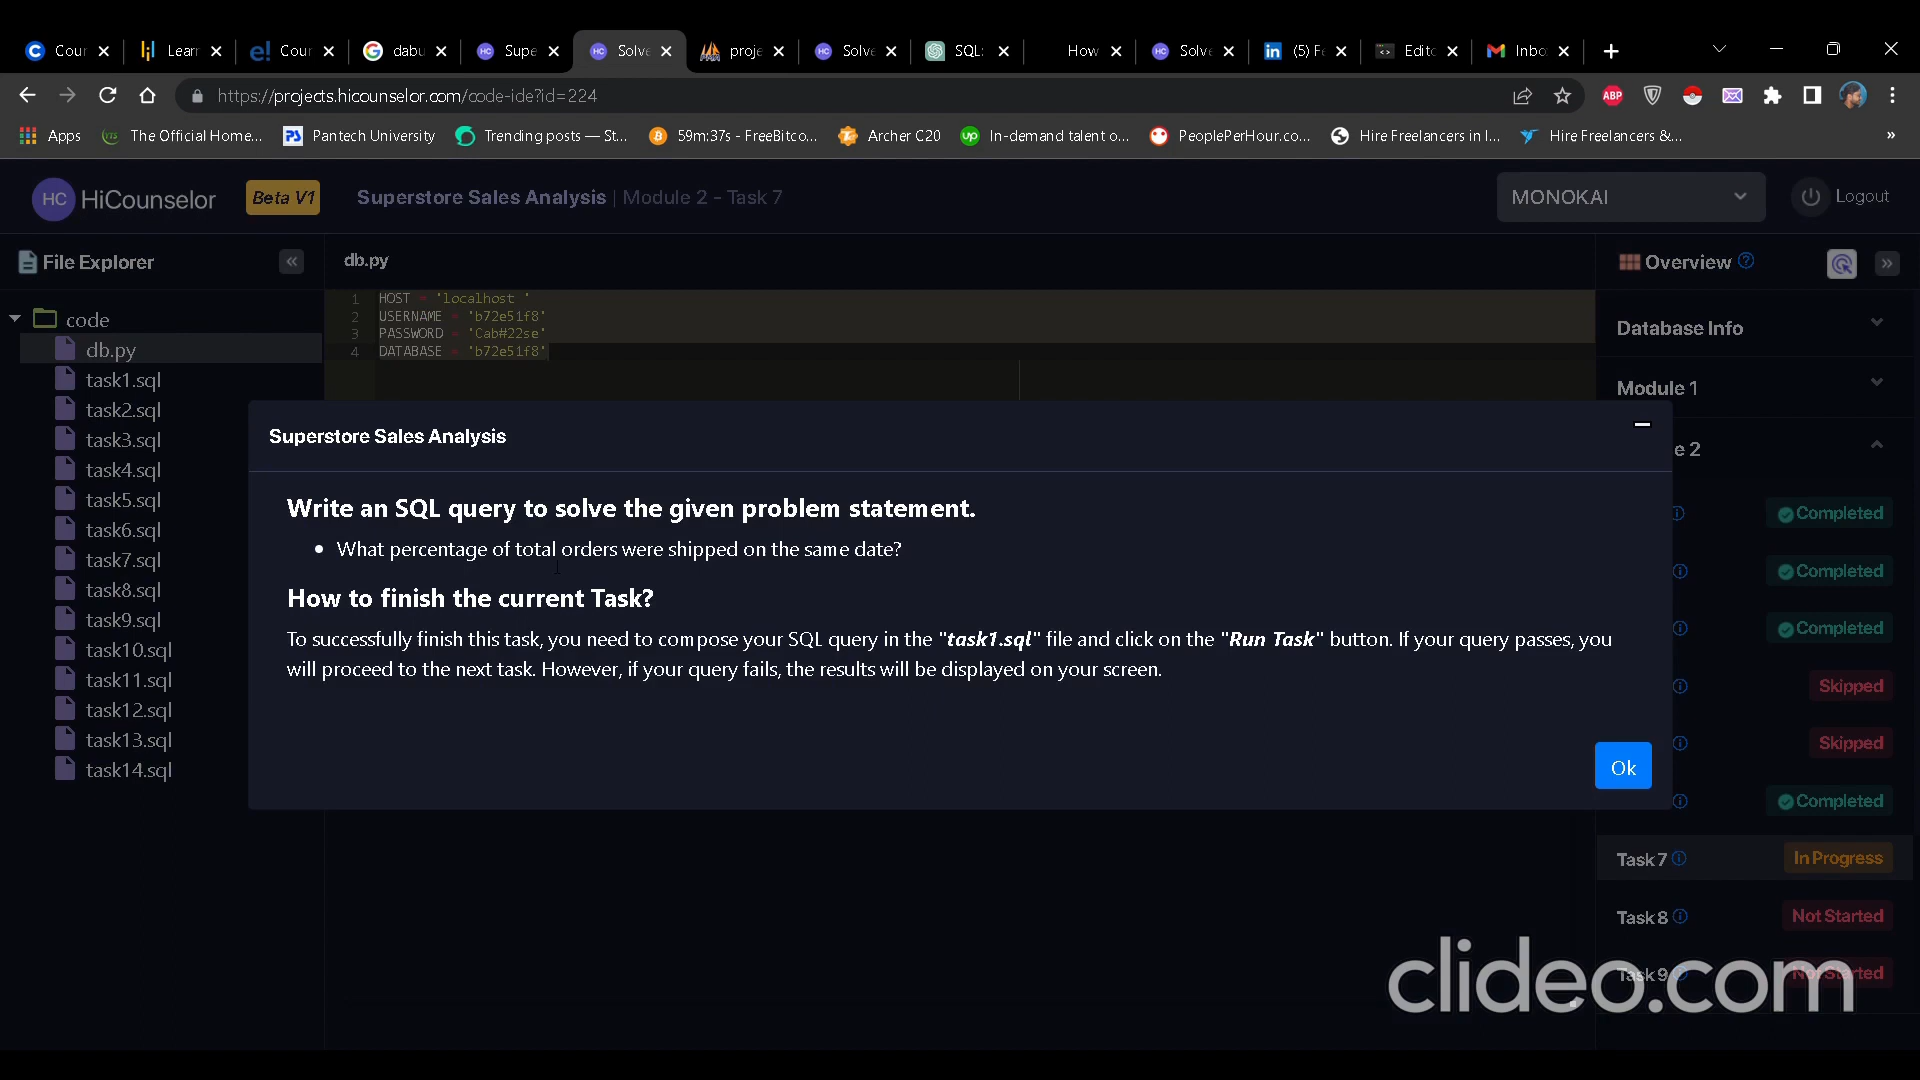 Cour
Learn
Cour
dabu
Supe
Solve
proje
Solve
SQL:
How
Solve
(5) Fe
Edito
Inbo
https://projects.hicounselor.com/code-ide?id=224
ABP
Apps
The Official Home...
Pantech University
Trending posts — St...
59m:37s - FreeBitco...
Archer C20
In-demand talent o...
PeoplePerHour.co...
Hire Freelancers in I...
Hire Freelancers &...
»
HC HiCounselor
Beta V1
Superstore Sales Analysis | Module 2 - Task 7
MONOKAI
Logout
File Explorer
«
db.py
Overview
»
1 HOST = 'localhost '
2 USERNAME = 'b72e51f8'
3 PASSWORD = 'Cab#22se'
4 DATABASE = 'b72e51f8'
code
db.py
task1.sql
task2.sql
task3.sql
task4.sql
task5.sql
task6.sql
task7.sql
task8.sql
task9.sql
task10.sql
task11.sql
task12.sql
task13.sql
task14.sql
Superstore Sales Analysis
Write an SQL query to solve the given problem statement.
• What percentage of total orders were shipped on the same date?
How to finish the current Task?
To successfully finish this task, you need to compose your SQL query in the "task1.sql" file and click on the "Run Task" button. If your query passes, you
will proceed to the next task. However, if your query fails, the results will be displayed on your screen.
Ok
Database Info
Module 1
e 2
Completed
Completed
Completed
Skipped
Skipped
Completed
Task 7 In Progress
Task 8 Not Started
Task 9 Not Started
clideo.com